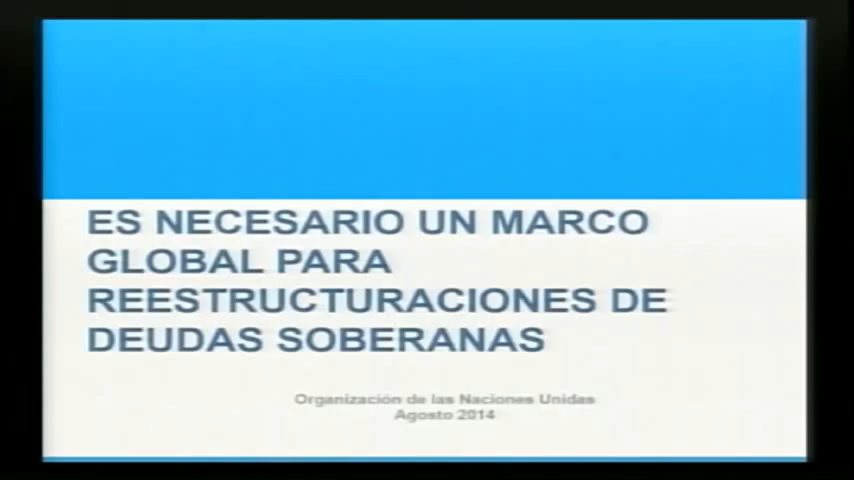 ES NECESARIO UN MARCO
GLOBAL PARA
REESTRUCTURACIONES DE
DEUDAS SOBERANAS
Organización de las Naciones Unidas
Agosto 2014